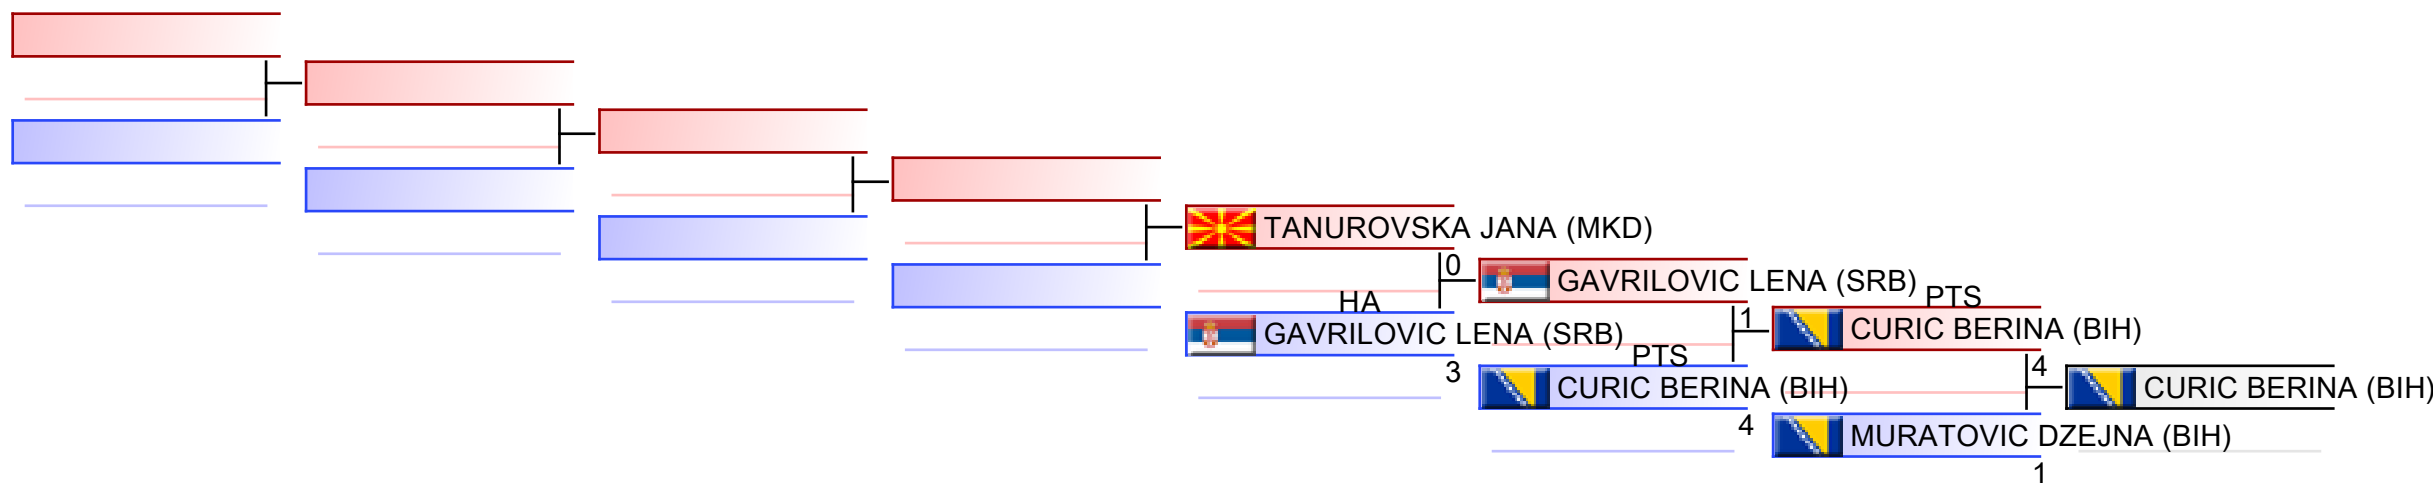 TANUROVSKA JANA (MKD)
0
GAVRILOVIC LENA (SRB)
HA
PTS
GAVRILOVIC LENA (SRB)
1
CURIC BERINA (BIH)
3
PTS
CURIC BERINA (BIH)
4
CURIC BERINA (BIH)
4
MURATOVIC DZEJNA (BIH)
1